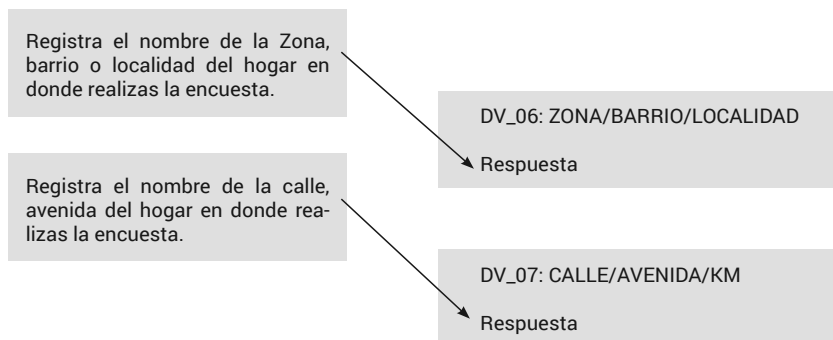 Registra el nombre de la Zona,
barrio o localidad del hogar en
donde realizas la encuesta.
DV_06: ZONA/BARRIO/LOCALIDAD
Respuesta
Registra el nombre de la calle,
avenida del hogar en donde rea-
lizas la encuesta.
DV_07: CALLE/AVENIDA/KM
Respuesta